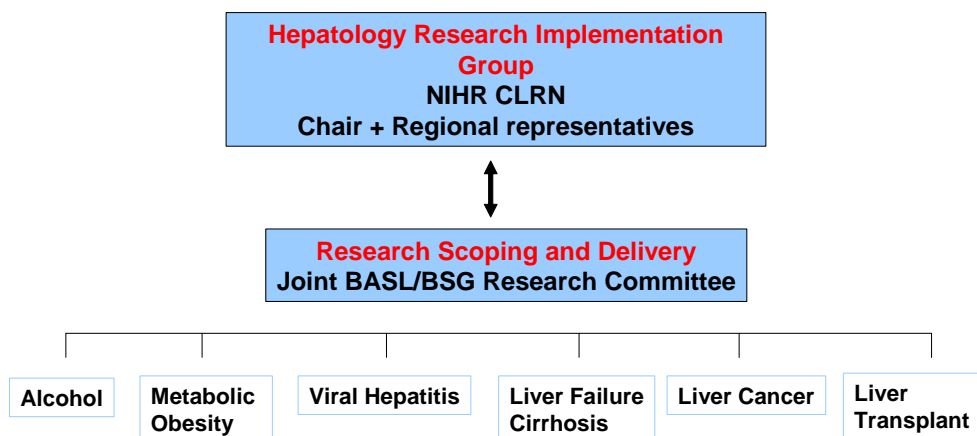 Hepatology Research Implementation
Group
NIHR CLRN
Chair + Regional representatives
Research Scoping and Delivery
Joint BASL/BSG Research Committee
Alcohol
Metabolic
Obesity
Viral Hepatitis
Liver Failure
Cirrhosis
Liver Cancer
Liver
Transplant